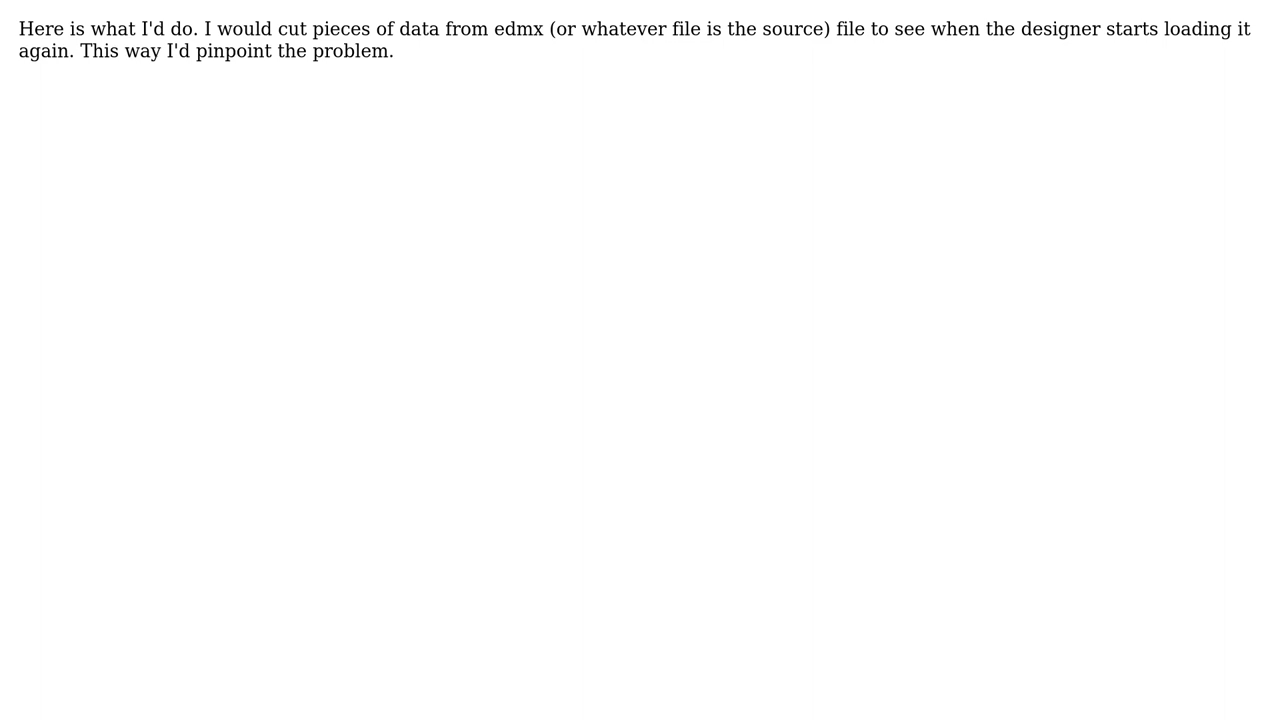 Here is what I'd do. I would cut pieces of data from edmx (or whatever file is the source) file to see when the designer starts loading it
again. This way I'd pinpoint the problem.